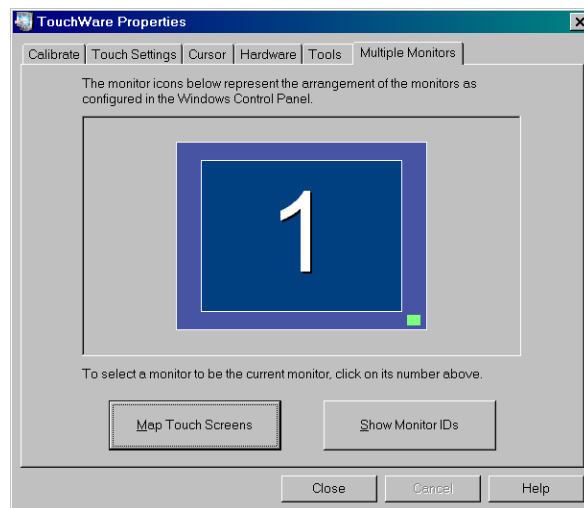 TouchWare Properties
Calibrate Touch Settings Cursor Hardware Tools Multiple Monitors
The monitor icons below represent the arrangement of the monitors as
configured in the Windows Control Panel.
1
To select a monitor to be the current monitor, click on its number above.
Map Touch Screens Show Monitor IDs
Close Cancel Help